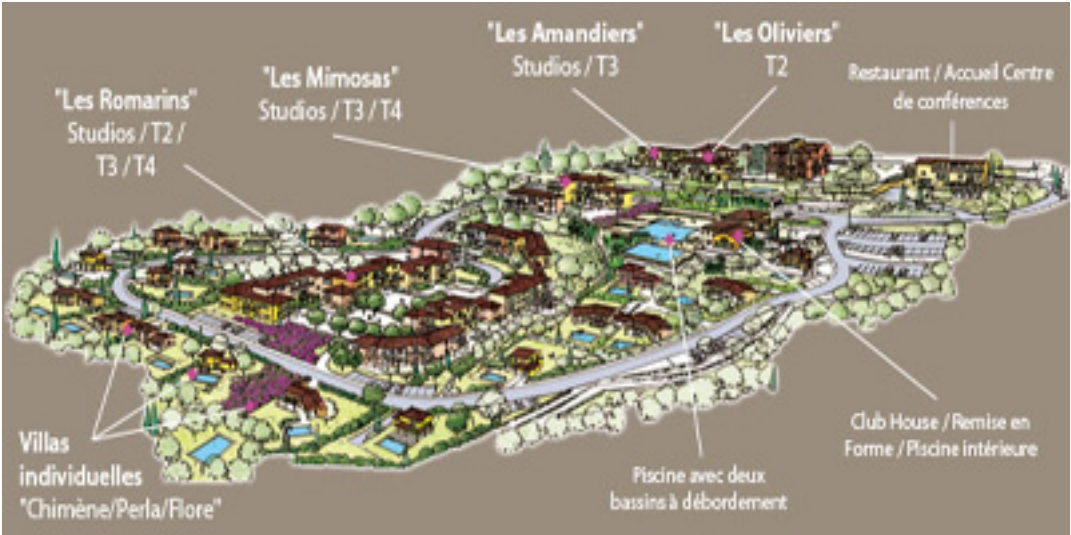 "Les Romarins"
Studios / T2 /
T3 / T4
"Les Mimosas"
Studios / T3 / T4
"Les Amandiers"
Studios / T3
"Les Oliviers"
T2
Restaurant / Accueil Centre
de conférences
Villas
individuelles
"Chimène/Perla/Flore"
Piscine avec deux
bassins à débordement
Club House / Remise en
Forme / Piscine intérieure